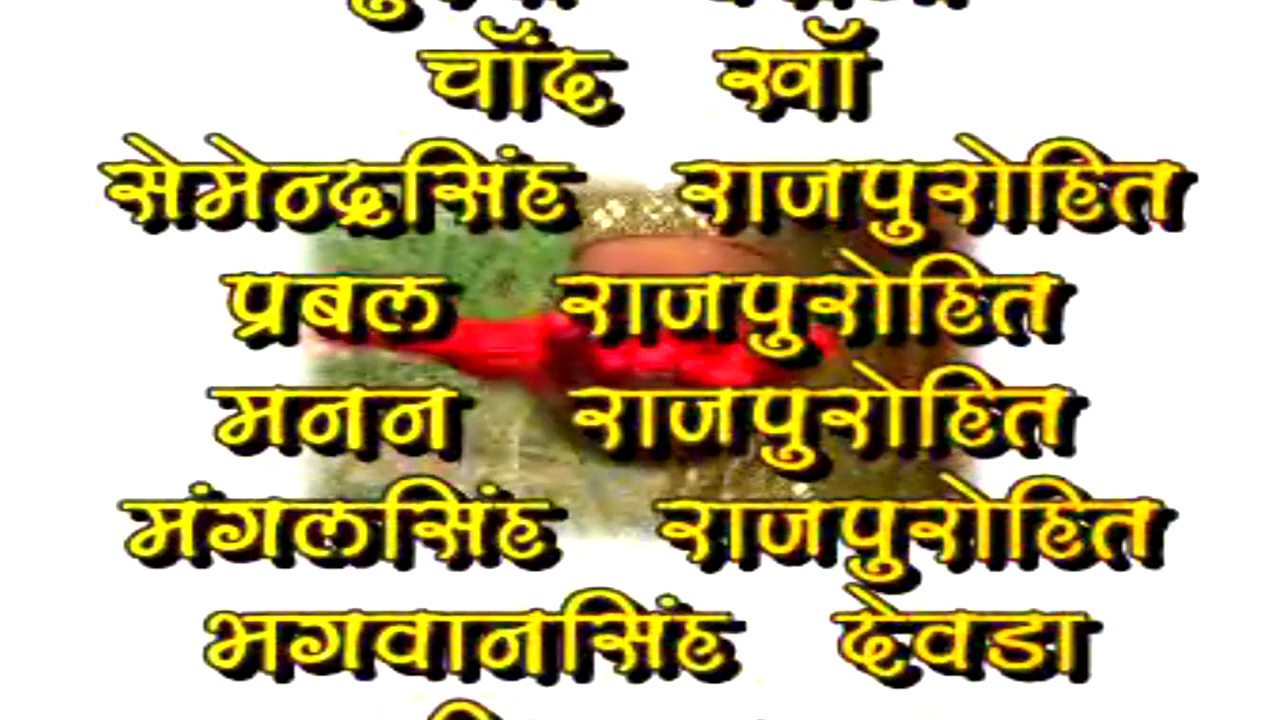 चॉंद खॉ
सेमेन्द्रसिंह राजपुरोहित
प्रबल राजपुरोहित
मनन राजपुरोहित
मंगलसिंह राजपुरोहित
भगवानसिंह देवडा